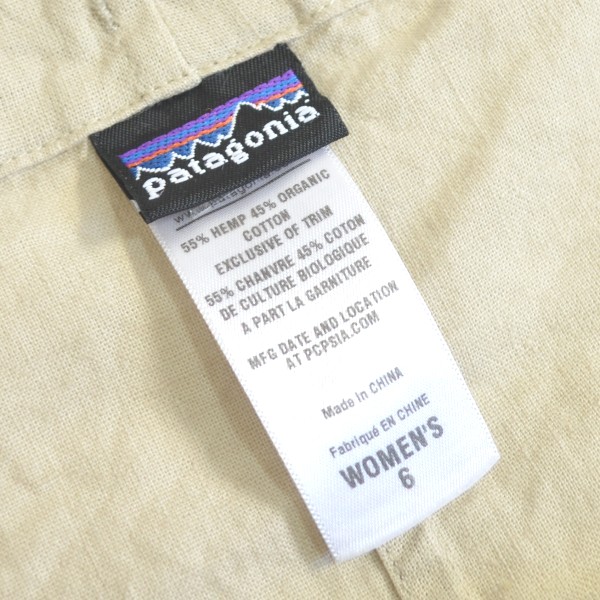 patagonia
55% HEMP 45% ORGANIC
COTTON
EXCLUSIVE OF TRIM
55% CHANVRE 45% COTON
DE CULTURE BIOLOGIQUE
A PART LA GARNITURE
MFG DATE AND LOCATION
AT PCPSIA.COM
Made in CHINA
Fabriqué EN CHINE
WOMEN'S
6